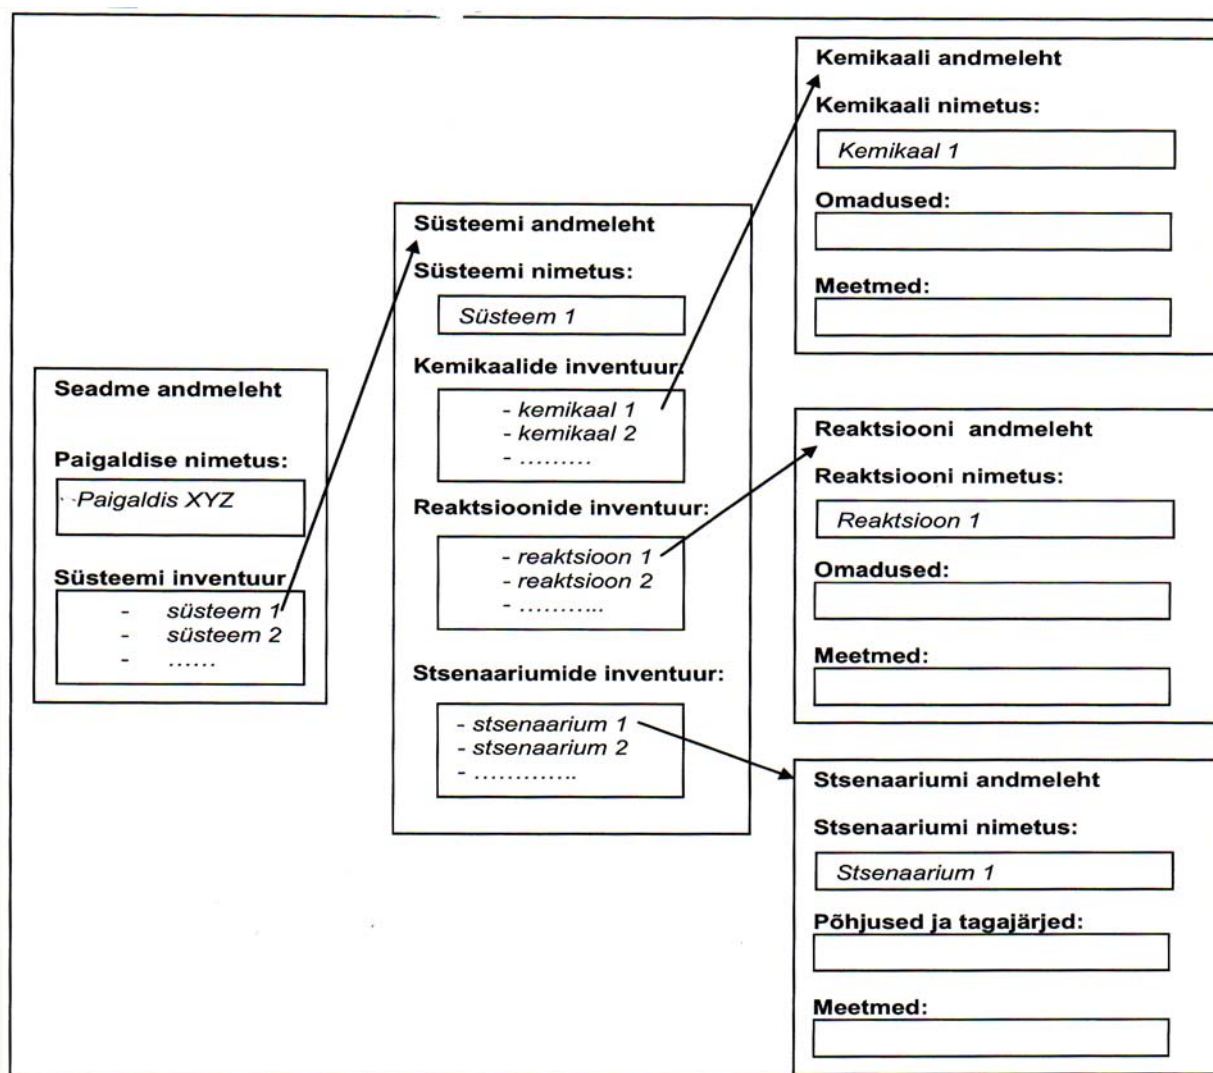 Seadme andmeleht
Paigaldise nimetus:
Paigaldis XYZ
Süsteemi inventuur
- süsteem 1
- süsteem 2
- ......
Süsteemi andmeleht
Süsteemi nimetus:
Süsteem 1
Kemikaalide inventuur:
- kemikaal 1
- kemikaal 2
- .........
Reaktsioonide inventuur:
- reaktsioon 1
- reaktsioon 2
- ...........
Stsenaariumide inventuur:
- stsenaarium 1
- stsenaarium 2
- .............
Kemikaali andmeleht
Kemikaali nimetus:
Kemikaal 1
Omadused:
Meetmed:
Reaktsiooni andmeleht
Reaktsiooni nimetus:
Reaktsioon 1
Omadused:
Meetmed:
Stsenaariumi andmeleht
Stsenaariumi nimetus:
Stsenaarium 1
Põhjused ja tagajärjed:
Meetmed: